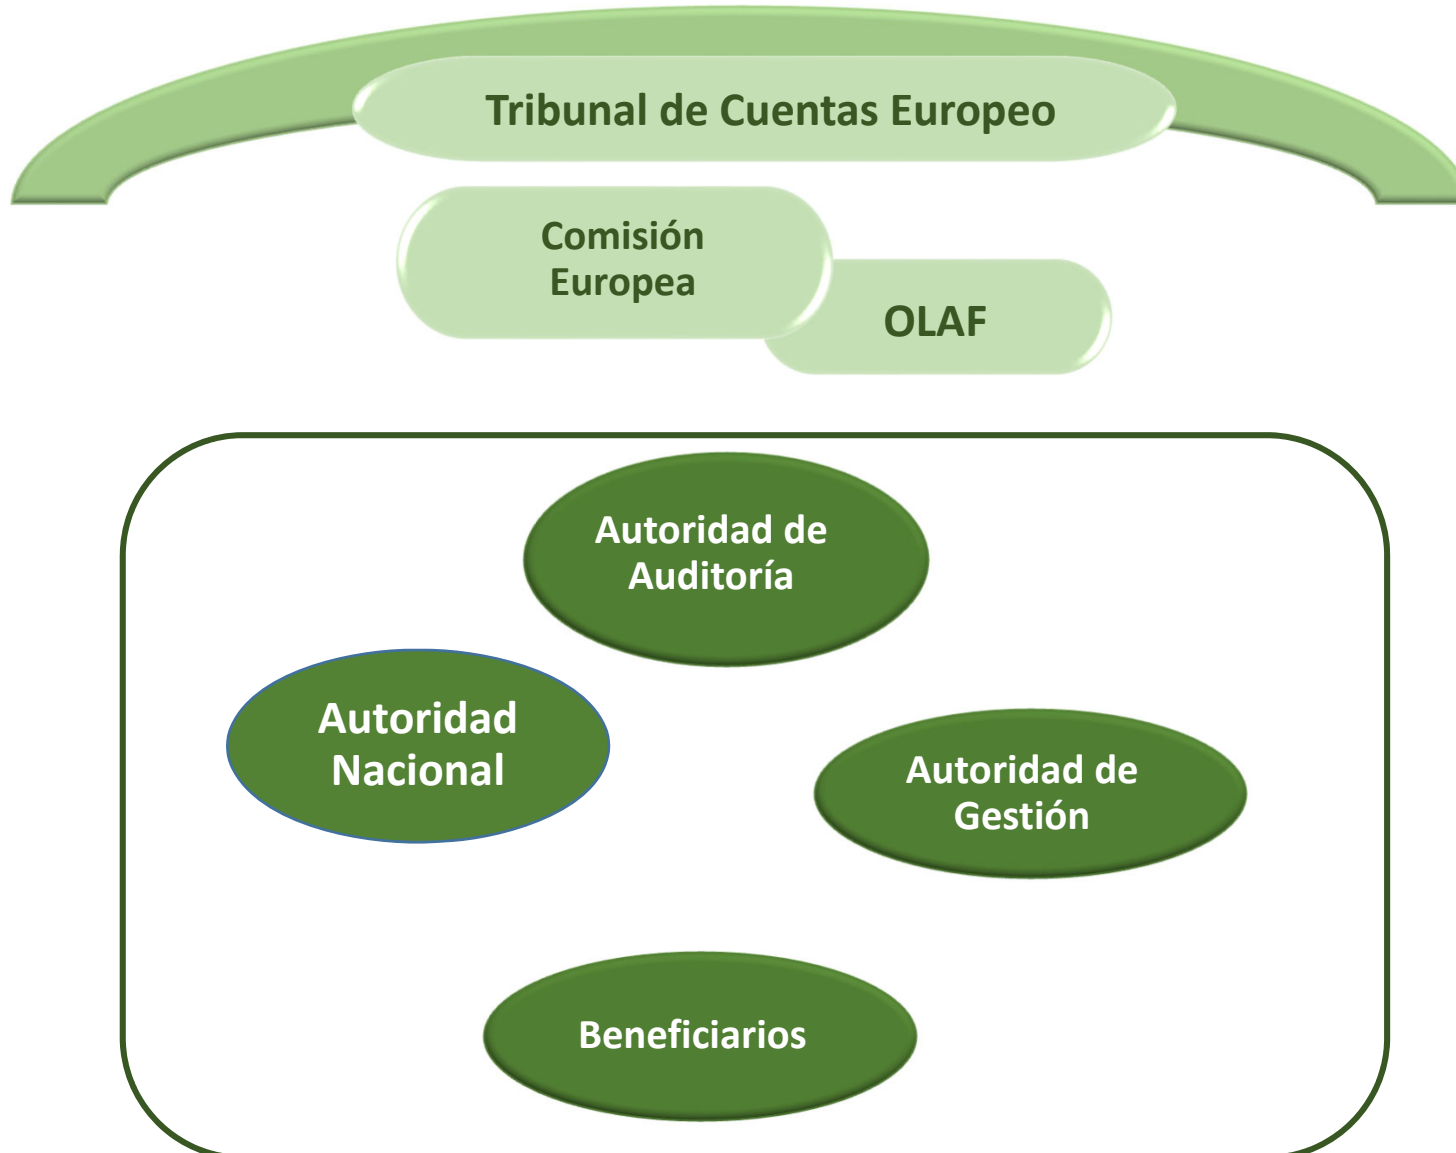 Tribunal de Cuentas Europeo
Comisión
Europea
OLAF
Autoridad de
Auditoría
Autoridad
Nacional
Autoridad de
Gestión
Beneficiarios